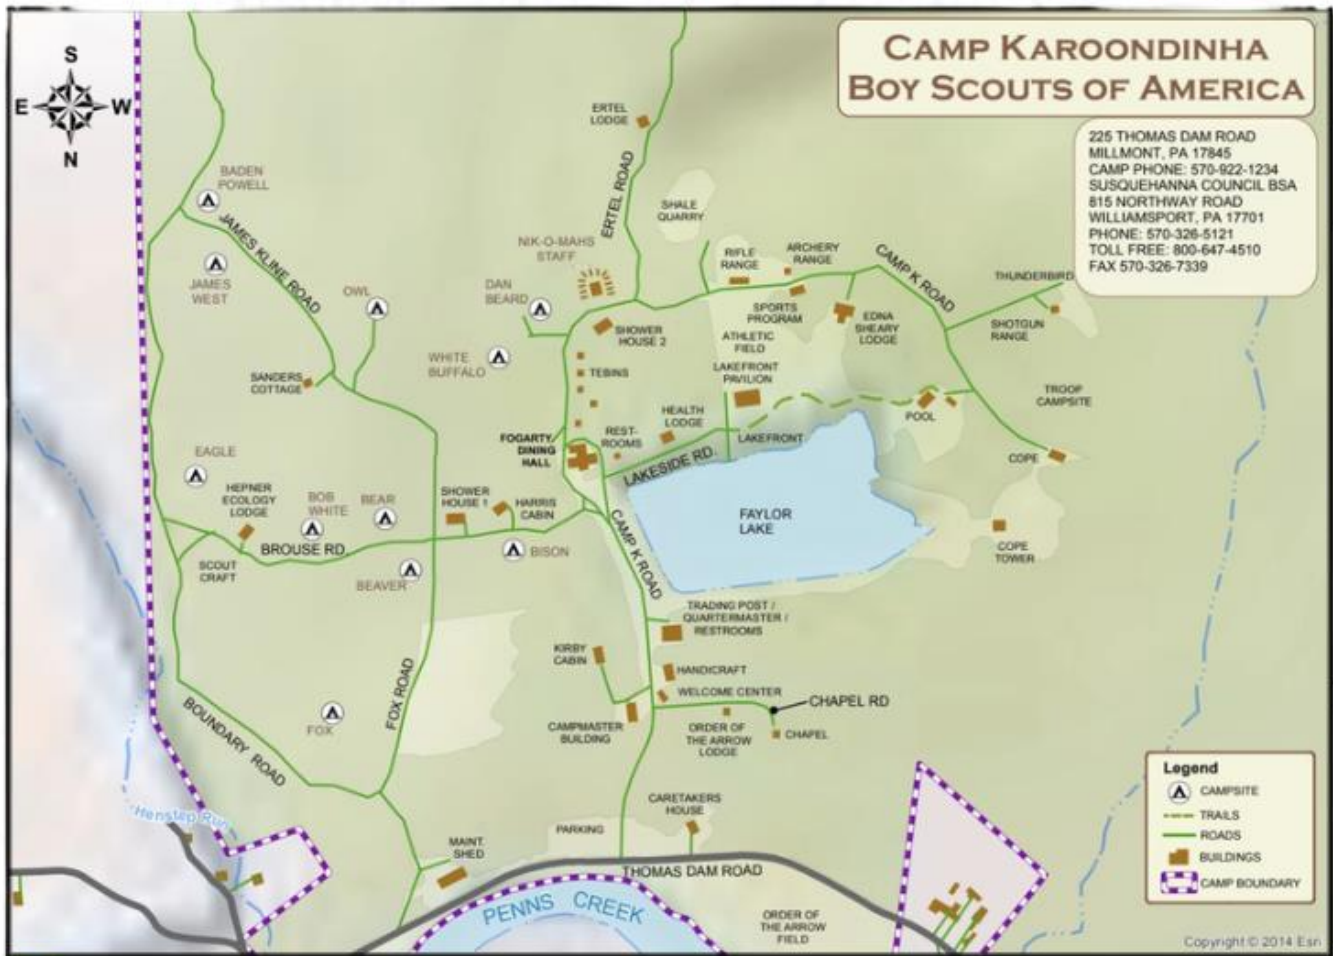 CAMP KAROONDINHA
BOY SCOUTS OF AMERICA
225 THOMAS DAM ROAD
MILLMONT, PA 17845
CAMP PHONE: 570-922-1234
SUSQUEHANNA COUNCIL BSA
815 NORTHWAY ROAD
WILLIAMSPORT, PA 17701
PHONE: 570-326-5121
TOLL FREE: 800-647-4510
FAX 570-326-7339
S
E
W
N
ERTEL
LODGE
BADEN
POWELL
ERTEL ROAD
SHALE
QUARRY
JAMES KLINE ROAD
NIK-O-MAHS
STAFF
RIFLE
RANGE
ARCHERY
RANGE
CAMP K ROAD
THUNDERBIRD
JAMES
WEST
OWL
DAN
BEARD
SPORTS
PROGRAM
EDNA
SHEARY
LODGE
SHOTGUN
RANGE
SHOWER
HOUSE 2
ATHLETIC
FIELD
WHITE
BUFFALO
TEBINS
LAKEFRONT
PAVILION
SANDERS
COTTAGE
TROOP
CAMPSITE
HEALTH
LODGE
POOL
FOGARTY
DINING
HALL
REST-
ROOMS
LAKEFRONT
LAKESIDE RD.
COPE
EAGLE
HEPNER
ECOLOGY
LODGE
BOB
WHITE
BEAR
SHOWER
HOUSE 1
HARRIS
CABIN
CAMP K ROAD
FAYLOR
LAKE
BROUSE RD
BISON
COPE
TOWER
SCOUT
CRAFT
BEAVER
TRADING POST /
QUARTERMASTER /
RESTROOMS
KIRBY
CABIN
HANDICRAFT
FOX ROAD
WELCOME CENTER
CHAPEL RD
BOUNDARY ROAD
FOX
CAMPMASTER
BUILDING
ORDER OF
THE ARROW
LODGE
CHAPEL
Henstep Run
CARETAKERS
HOUSE
PARKING
MAINT.
SHED
THOMAS DAM ROAD
PENNS CREEK
ORDER OF
THE ARROW
FIELD
Legend
CAMPSITE
TRAILS
ROADS
BUILDINGS
CAMP BOUNDARY
Copyright © 2014 Esri